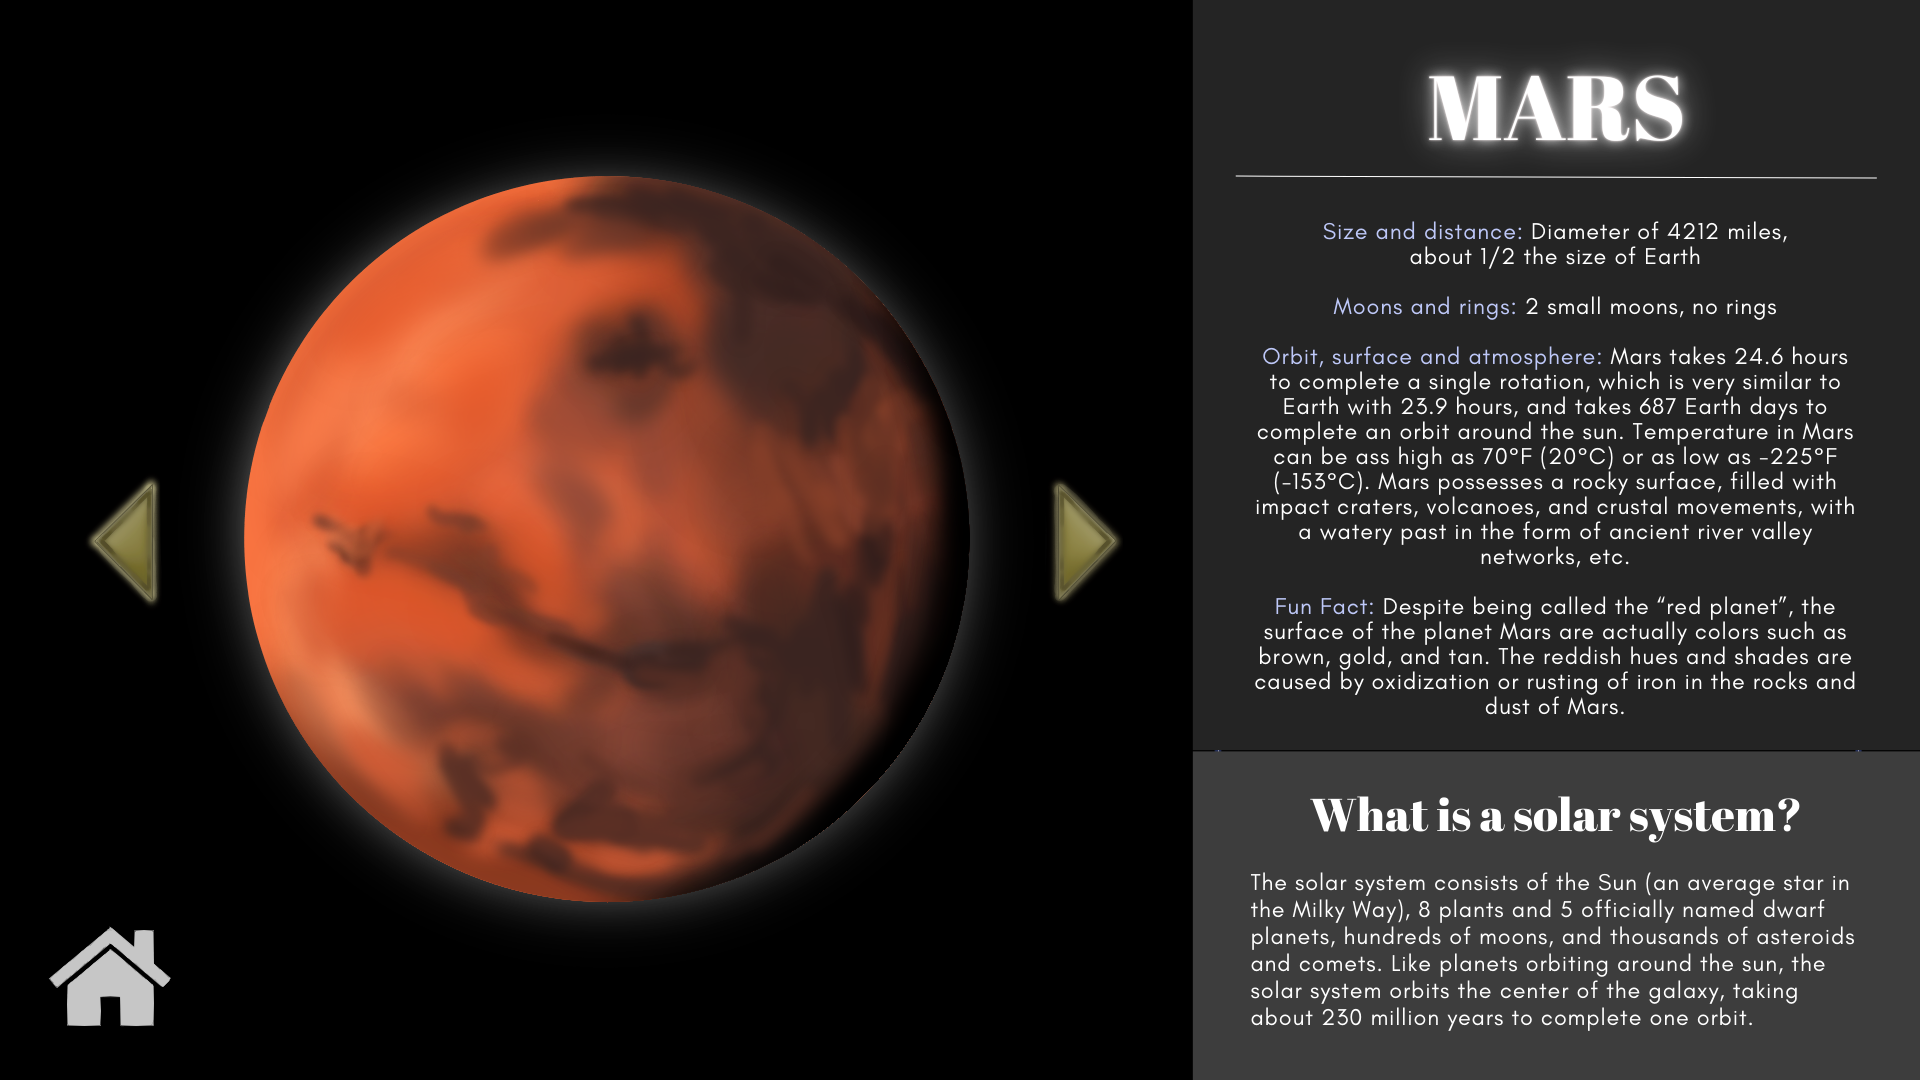 MARS
Size and distance: Diameter of 4212 miles,
about 1/2 the size of Earth
Moons and rings: 2 small moons, no rings
Orbit, surface and atmosphere: Mars takes 24.6 hours
to complete a single rotation, which is very similar to
Earth with 23.9 hours, and takes 687 Earth days to
complete an orbit around the sun. Temperature in Mars
can be ass high as 70°F (20°C) or as low as -225°F
(-153°C). Mars possesses a rocky surface, filled with
impact craters, volcanoes, and crustal movements, with
a watery past in the form of ancient river valley
networks, etc.
Fun Fact: Despite being called the “red planet”, the
surface of the planet Mars are actually colors such as
brown, gold, and tan. The reddish hues and shades are
caused by oxidization or rusting of iron in the rocks and
dust of Mars.
What is a solar system?
The solar system consists of the Sun (an average star in
the Milky Way), 8 plants and 5 officially named dwarf
planets, hundreds of moons, and thousands of asteroids
and comets. Like planets orbiting around the sun, the
solar system orbits the center of the galaxy, taking
about 230 million years to complete one orbit.